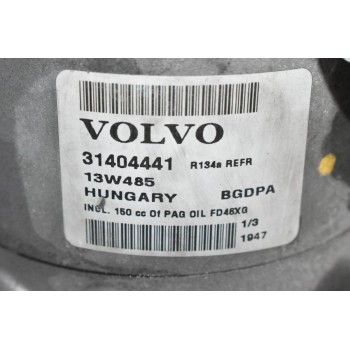 VOLVO
31404441 R134a REFR
13W485
HUNGARY BGDPA
INCL. 150 cc Of PAG OIL FD46XG
1/3
1947